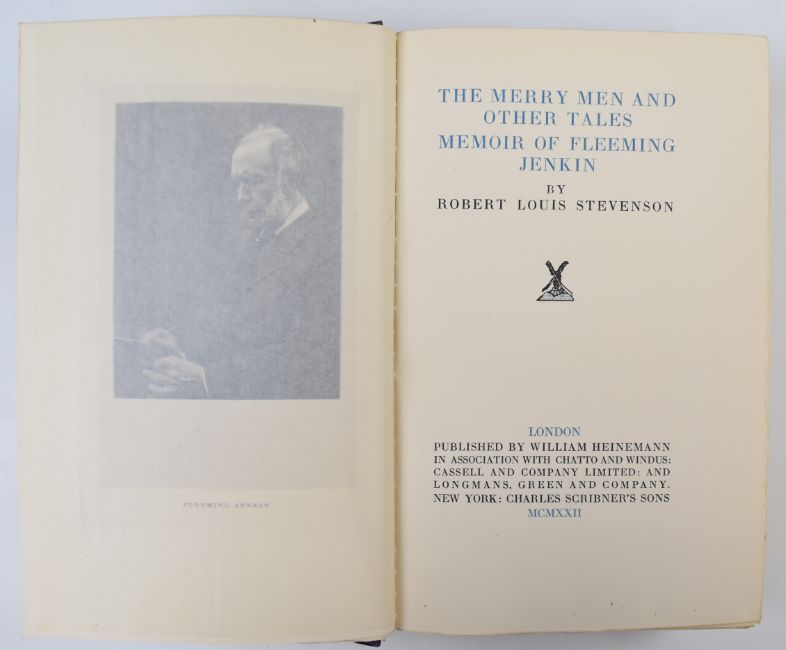 FLEEMING JENKIN
THE MERRY MEN AND
OTHER TALES
MEMOIR OF FLEEMING
JENKIN
BY
ROBERT LOUIS STEVENSON
LONDON
PUBLISHED BY WILLIAM HEINEMANN
IN ASSOCIATION WITH CHATTO AND WINDUS:
CASSELL AND COMPANY LIMITED: AND
LONGMANS, GREEN AND COMPANY.
NEW YORK: CHARLES SCRIBNER'S SONS
MCMXXII